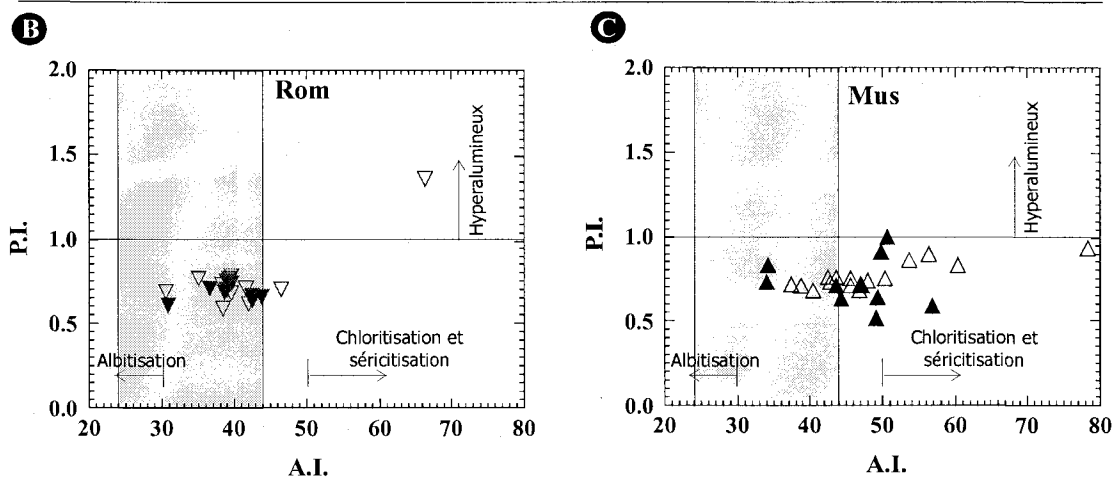 B
Rom
2.0
1.5
1.0
0.5
0.0
P.I.
Hyperalumineux
Albitisation
Chloritisation et
séricitisation
20 30 40 50 60 70 80
A.I.
C
Mus
2.0
1.5
1.0
0.5
0.0
P.I.
Hyperalumineux
Albitisation
Chloritisation et
séricitisation
20 30 40 50 60 70 80
A.I.